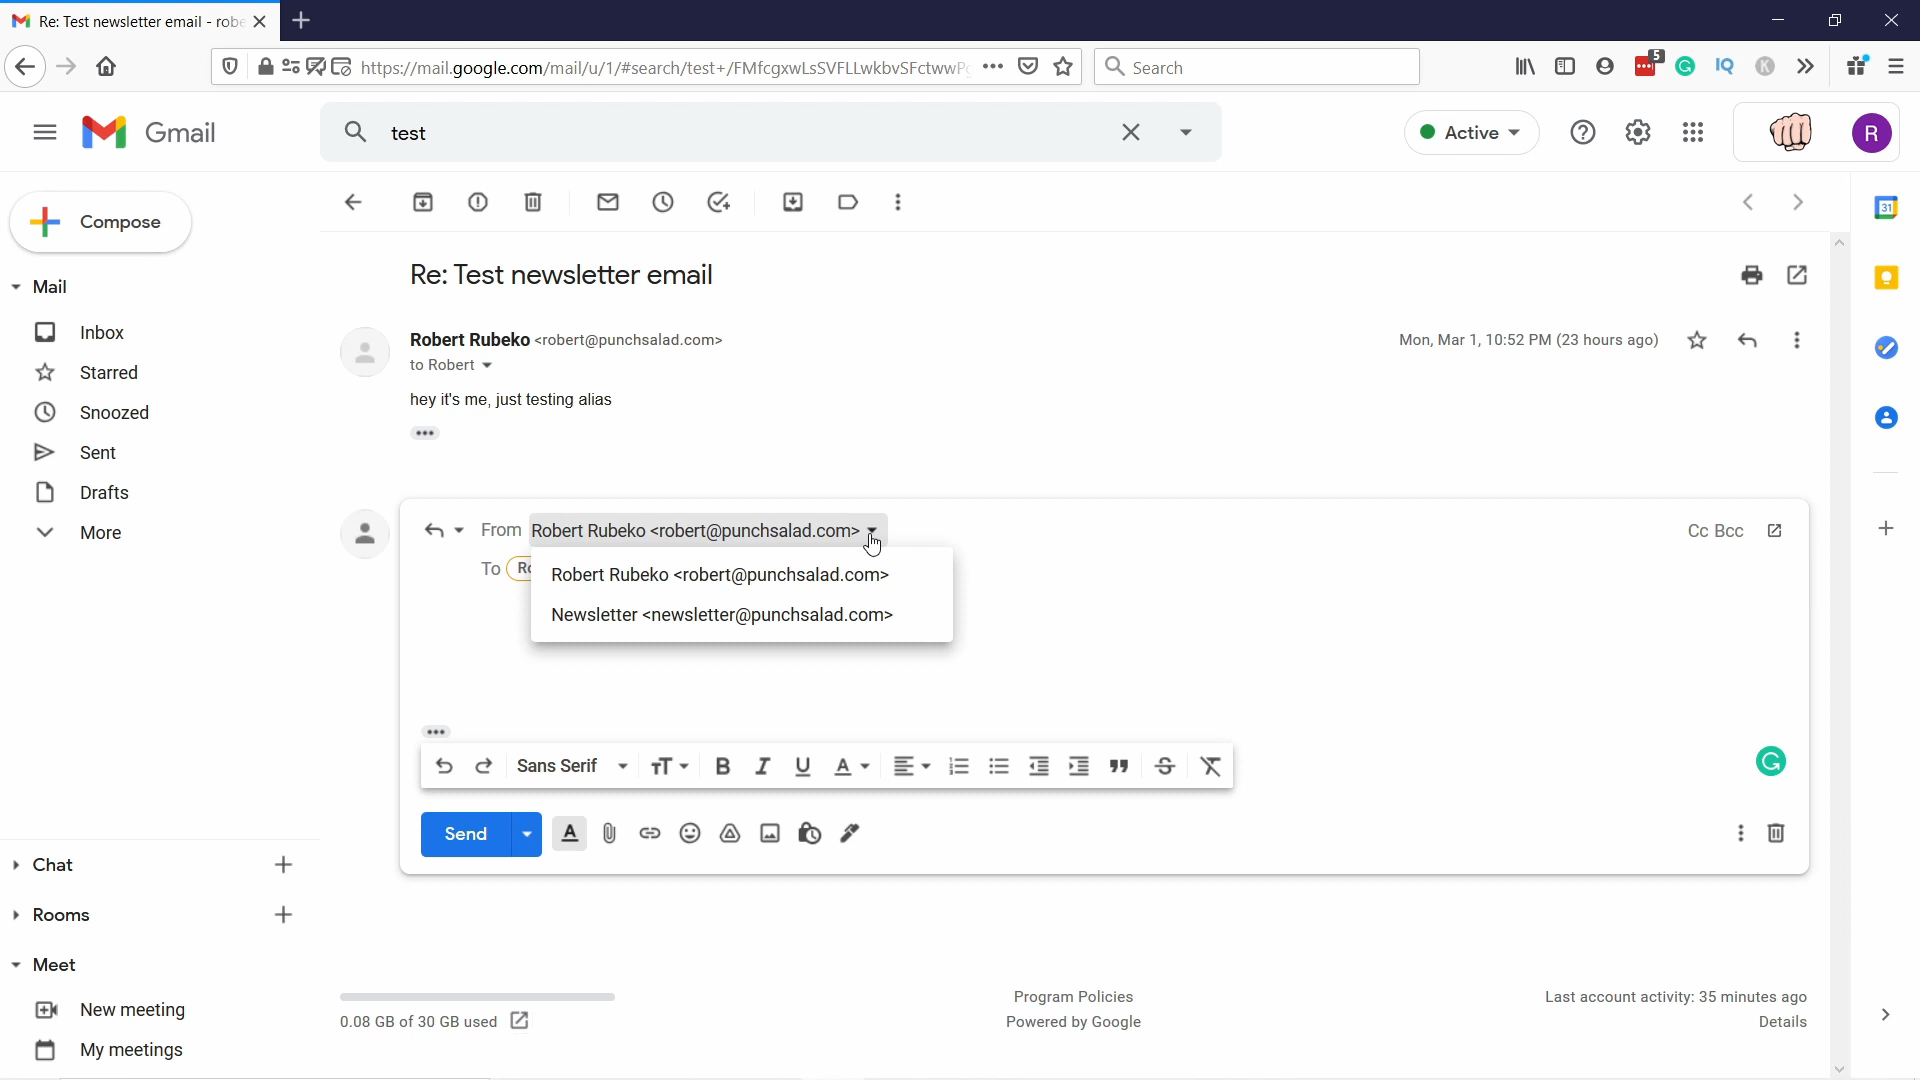 Re: Test newsletter email - robe
https://mail.google.com/mail/u/1/#search/test+/FMfcgxwLsSVFLLwkbvSFctwwP
Search
5
IQ
K
Gmail
test
Active
R
Compose
31
Mail
Re: Test newsletter email
Inbox
Robert Rubeko <robert@punchsalad.com>
Mon, Mar 1, 10:52 PM (23 hours ago)
to Robert
Starred
hey it's me, just testing alias
Snoozed
Sent
Drafts
More
From Robert Rubeko <robert@punchsalad.com>
Cc Bcc
To Ro
Robert Rubeko <robert@punchsalad.com>
Newsletter <newsletter@punchsalad.com>
Sans Serif
Send
Chat
Rooms
Meet
New meeting
My meetings
0.08 GB of 30 GB used
Program Policies
Powered by Google
Last account activity: 35 minutes ago
Details